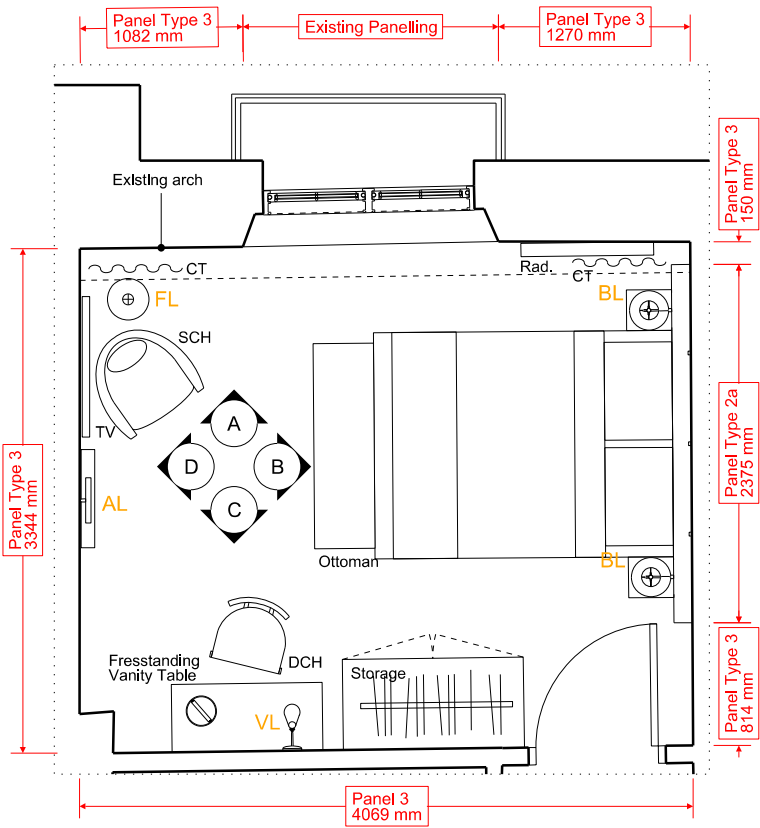 Panel Type 3
1082 mm
Existing Panelling
Panel Type 3
1270 mm
Panel Type 3
150 mm
Existing arch
CT
Rad.
CT
FL
BL
SCH
TV
A
D
B
C
AL
Panel Type 3
3344 mm
Panel Type 2a
2375 mm
Ottoman
BL
DCH
Fresstanding
Vanity Table
Storage
VL
Panel Type 3
814 mm
Panel 3
4069 mm